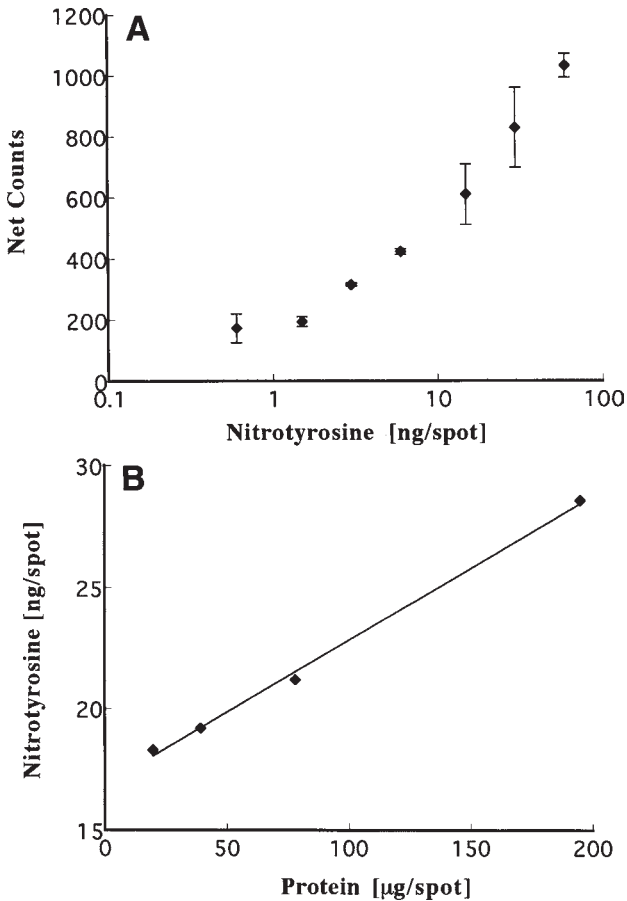 A
1200
1000
800
600
400
200
0
Net Counts
0.1 1 10 100
Nitrotyrosine [ng/spot]
B
30
25
20
15
Nitrotyrosine [ng/spot]
0 50 100 150 200
Protein [µg/spot]